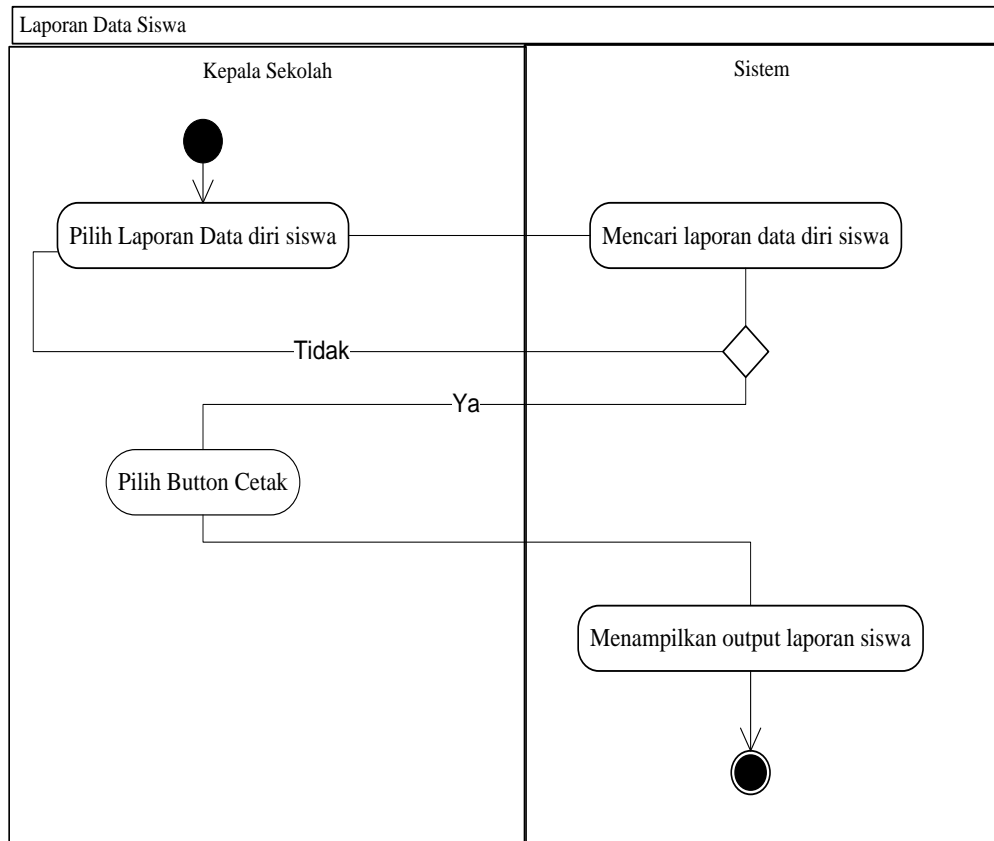 Laporan Data Siswa
Kepala Sekolah
Sistem
Pilih Laporan Data diri siswa
Mencari laporan data diri siswa
Tidak
Ya
Pilih Button Cetak
Menampilkan output laporan siswa